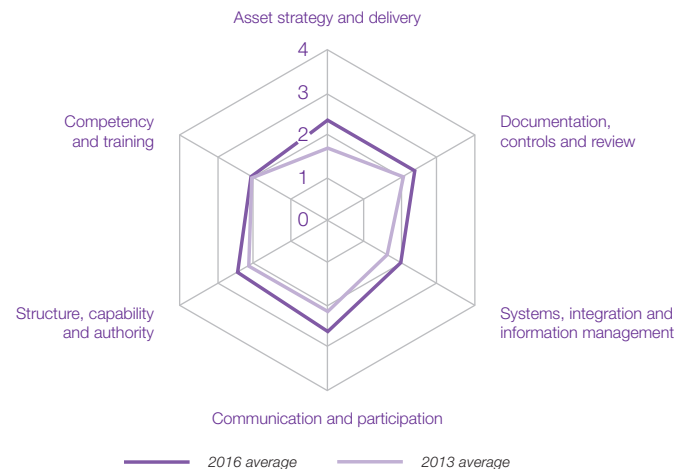 Asset strategy and delivery
4
3
2
1
0
Documentation,
controls and review
Systems, integration and
information management
Communication and participation
Structure, capability
and authority
Competency
and training
2016 average
2013 average